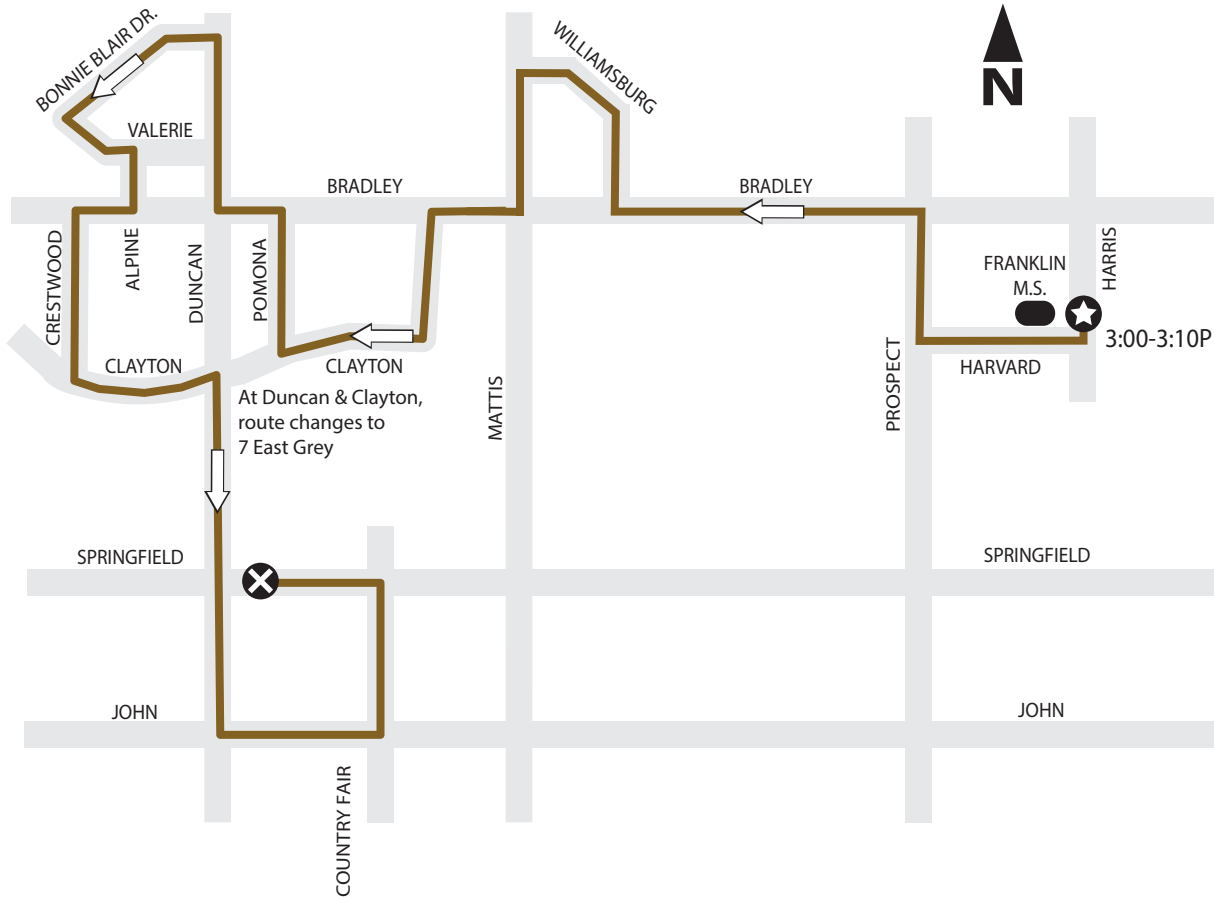 BONNIE BLAIR DR.
WILLIAMSBURG
N
VALERIE
BRADLEY
BRADLEY
CRESTWOOD
ALPINE
DUNCAN
POMONA
FRANKLIN
M.S.
HARRIS
3:00-3:10P
CLAYTON
CLAYTON
HARVARD
At Duncan & Clayton,
route changes to
7 East Grey
MATTIS
PROSPECT
SPRINGFIELD
SPRINGFIELD
JOHN
JOHN
COUNTRY FAIR